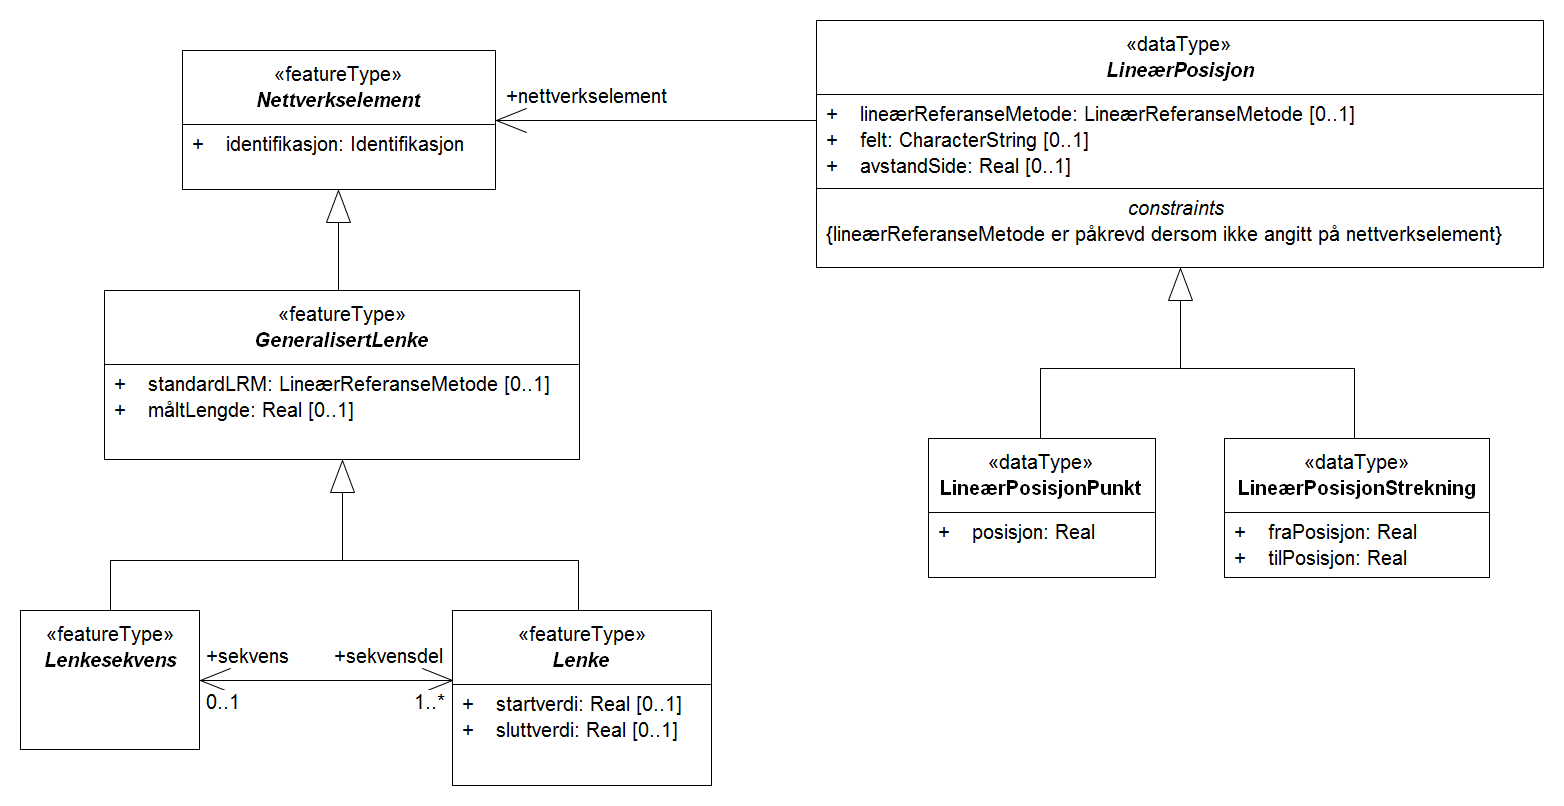 «featureType»
Nettverkselement
+ identifikasjon: Identifikasjon
+nettverkselement
«dataType»
LineærPosisjon
+ lineærReferanseMetode: LineærReferanseMetode [0..1]
+ felt: CharacterString [0..1]
+ avstandSide: Real [0..1]
constraints
{lineærReferanseMetode er påkrevd dersom ikke angitt på nettverkselement}
«featureType»
GeneralisertLenke
+ standardLRM: LineærReferanseMetode [0..1]
+ måltLengde: Real [0..1]
«dataType»
LineærPosisjonPunkt
+ posisjon: Real
«dataType»
LineærPosisjonStrekning
+ fraPosisjon: Real
+ tilPosisjon: Real
«featureType»
Lenkesekvens
+sekvens
0..1
+sekvensdel
1..*
«featureType»
Lenke
+ startverdi: Real [0..1]
+ sluttverdi: Real [0..1]